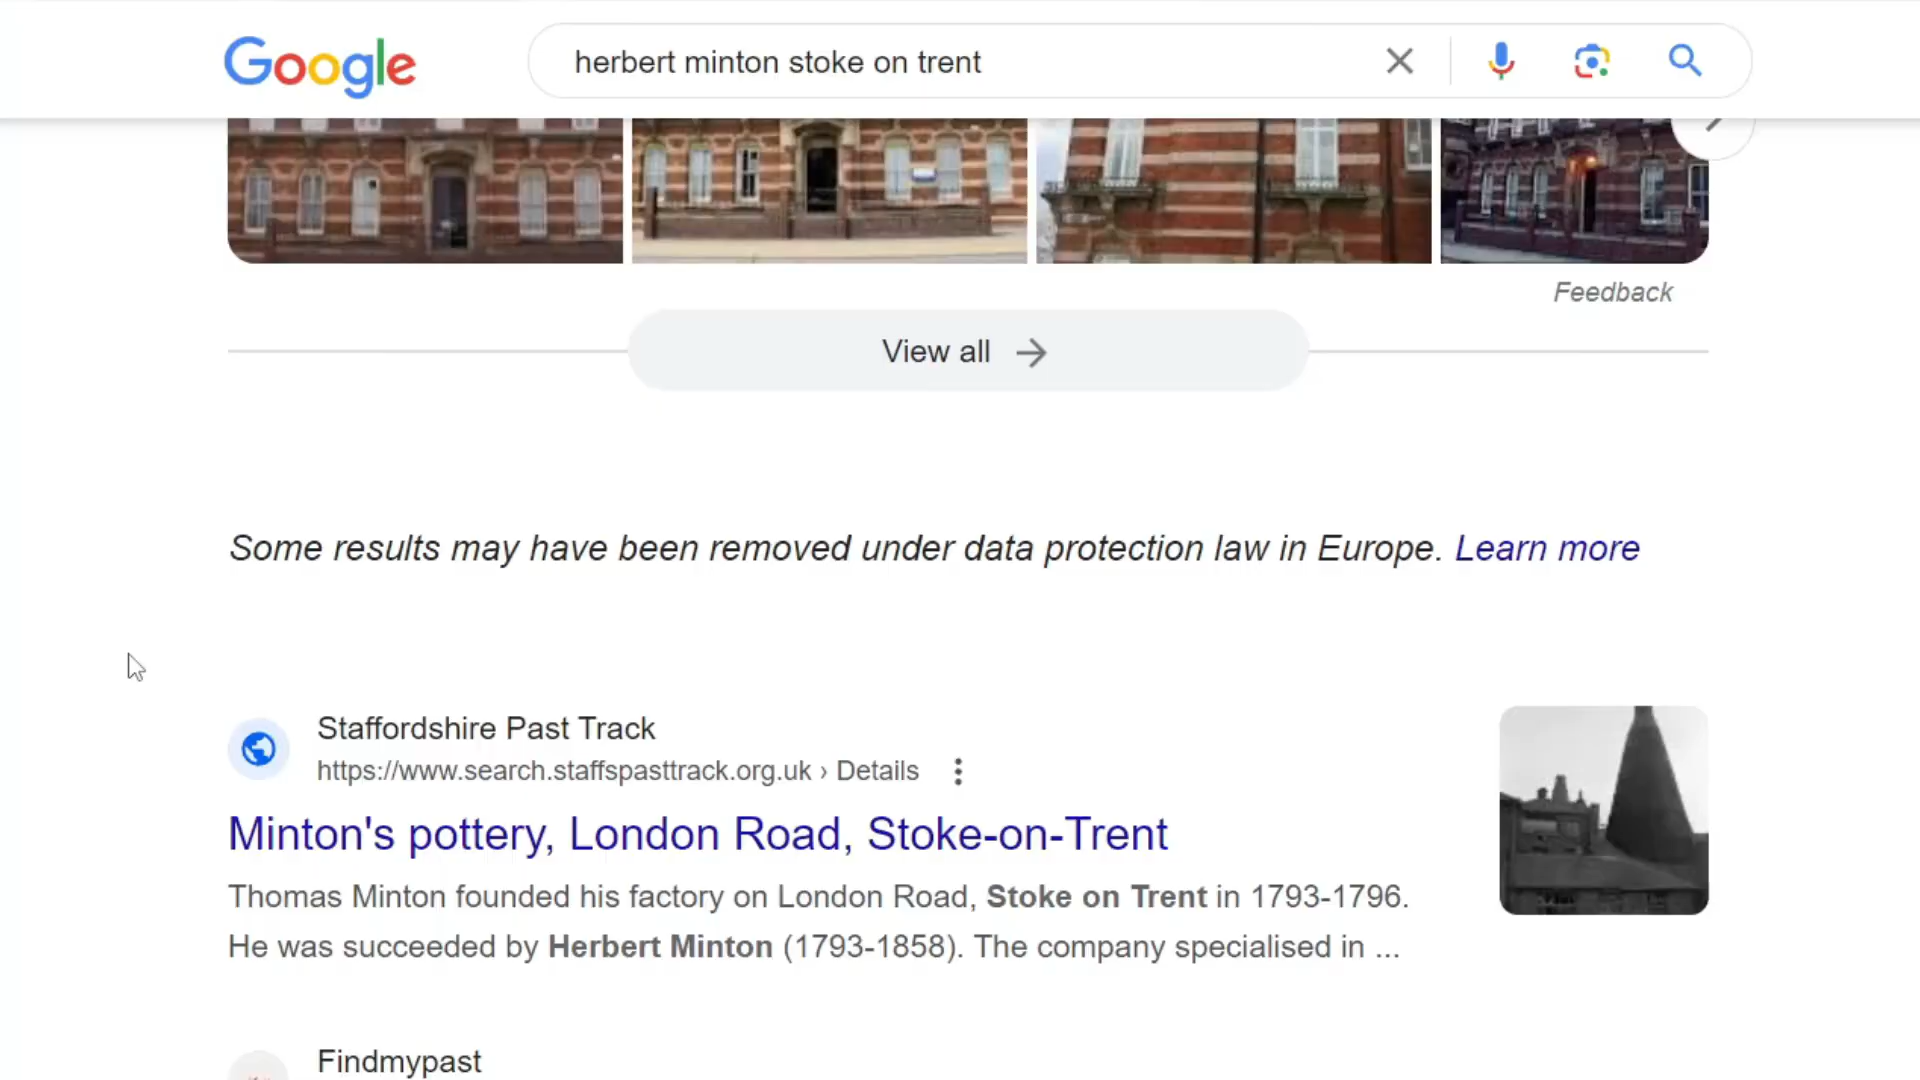 Google
herbert minton stoke on trent
Feedback
View all
Some results may have been removed under data protection law in Europe. Learn more
Staffordshire Past Track
https://www.search.staffspasttrack.org.uk › Details
Minton's pottery, London Road, Stoke-on-Trent
Thomas Minton founded his factory on London Road, Stoke on Trent in 1793-1796.
He was succeeded by Herbert Minton (1793-1858). The company specialised in ...
Findmypast